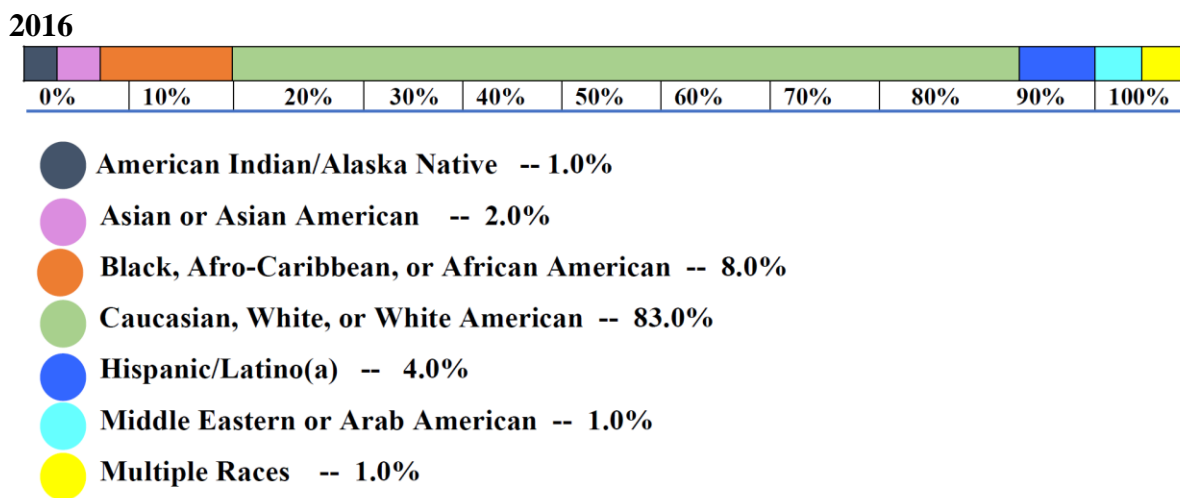 2016
0% 10% 20% 30% 40% 50% 60% 70% 80% 90% 100%
American Indian/Alaska Native -- 1.0%
Asian or Asian American -- 2.0%
Black, Afro-Caribbean, or African American -- 8.0%
Caucasian, White, or White American -- 83.0%
Hispanic/Latino(a) -- 4.0%
Middle Eastern or Arab American -- 1.0%
Multiple Races -- 1.0%